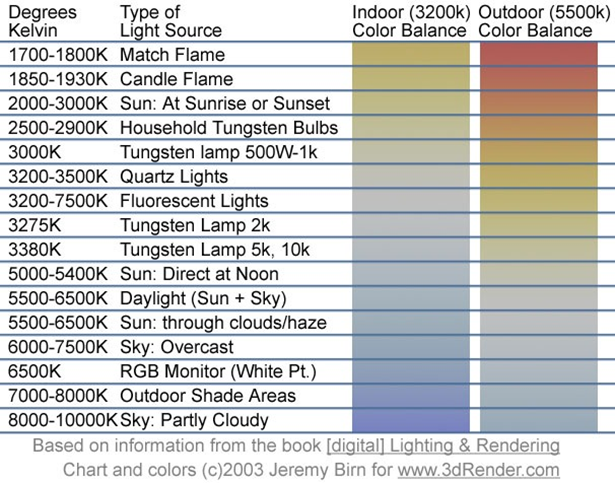 Degrees Kelvin Type of Light Source Indoor (3200k) Color Balance Outdoor (5500k) Color Balance
1700-1800K Match Flame
1850-1930K Candle Flame
2000-3000K Sun: At Sunrise or Sunset
2500-2900K Household Tungsten Bulbs
3000K Tungsten lamp 500W-1k
3200-3500K Quartz Lights
3200-7500K Fluorescent Lights
3275K Tungsten Lamp 2k
3380K Tungsten Lamp 5k, 10k
5000-5400K Sun: Direct at Noon
5500-6500K Daylight (Sun + Sky)
5500-6500K Sun: through clouds/haze
6000-7500K Sky: Overcast
6500K RGB Monitor (White Pt.)
7000-8000K Outdoor Shade Areas
8000-10000K Sky: Partly Cloudy
Based on information from the book [digital] Lighting & Rendering
Chart and colors (c)2003 Jeremy Birn for www.3dRender.com